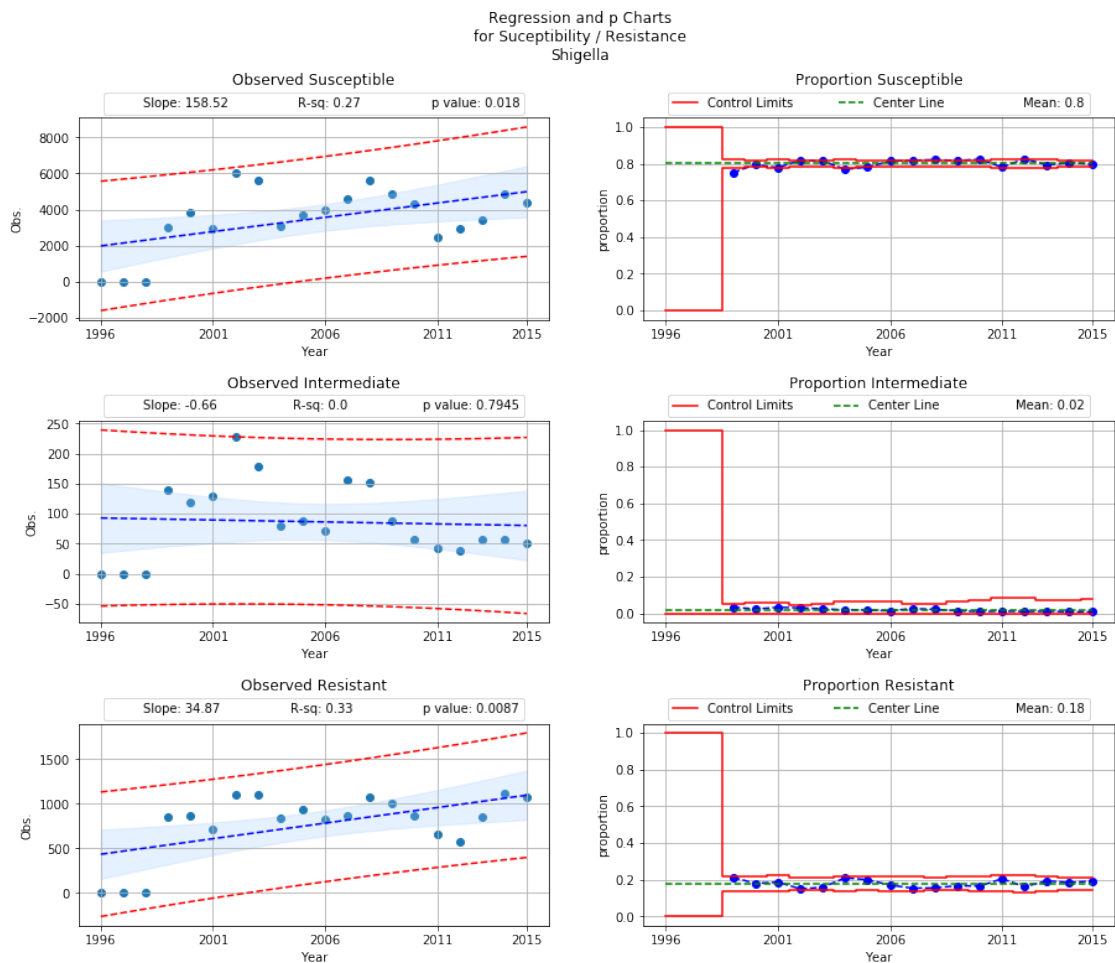 Regression and p Charts
for Suceptibility / Resistance
Shigella
Observed Susceptible
Slope: 158.52 R-sq: 0.27 p value: 0.018
8000
6000
4000
2000
0
−2000
Obs.
1996 2001 2006 2011 2015
Year
Proportion Susceptible
Control Limits Center Line Mean: 0.8
1.0
0.8
0.6
0.4
0.2
0.0
proportion
1996 2001 2006 2011 2015
Year
Observed Intermediate
Slope: -0.66 R-sq: 0.0 p value: 0.7945
250
200
150
100
50
0
−50
Obs.
1996 2001 2006 2011 2015
Year
Proportion Intermediate
Control Limits Center Line Mean: 0.02
1.0
0.8
0.6
0.4
0.2
0.0
proportion
1996 2001 2006 2011 2015
Year
Observed Resistant
Slope: 34.87 R-sq: 0.33 p value: 0.0087
1500
1000
500
0
Obs.
1996 2001 2006 2011 2015
Year
Proportion Resistant
Control Limits Center Line Mean: 0.18
1.0
0.8
0.6
0.4
0.2
0.0
proportion
1996 2001 2006 2011 2015
Year